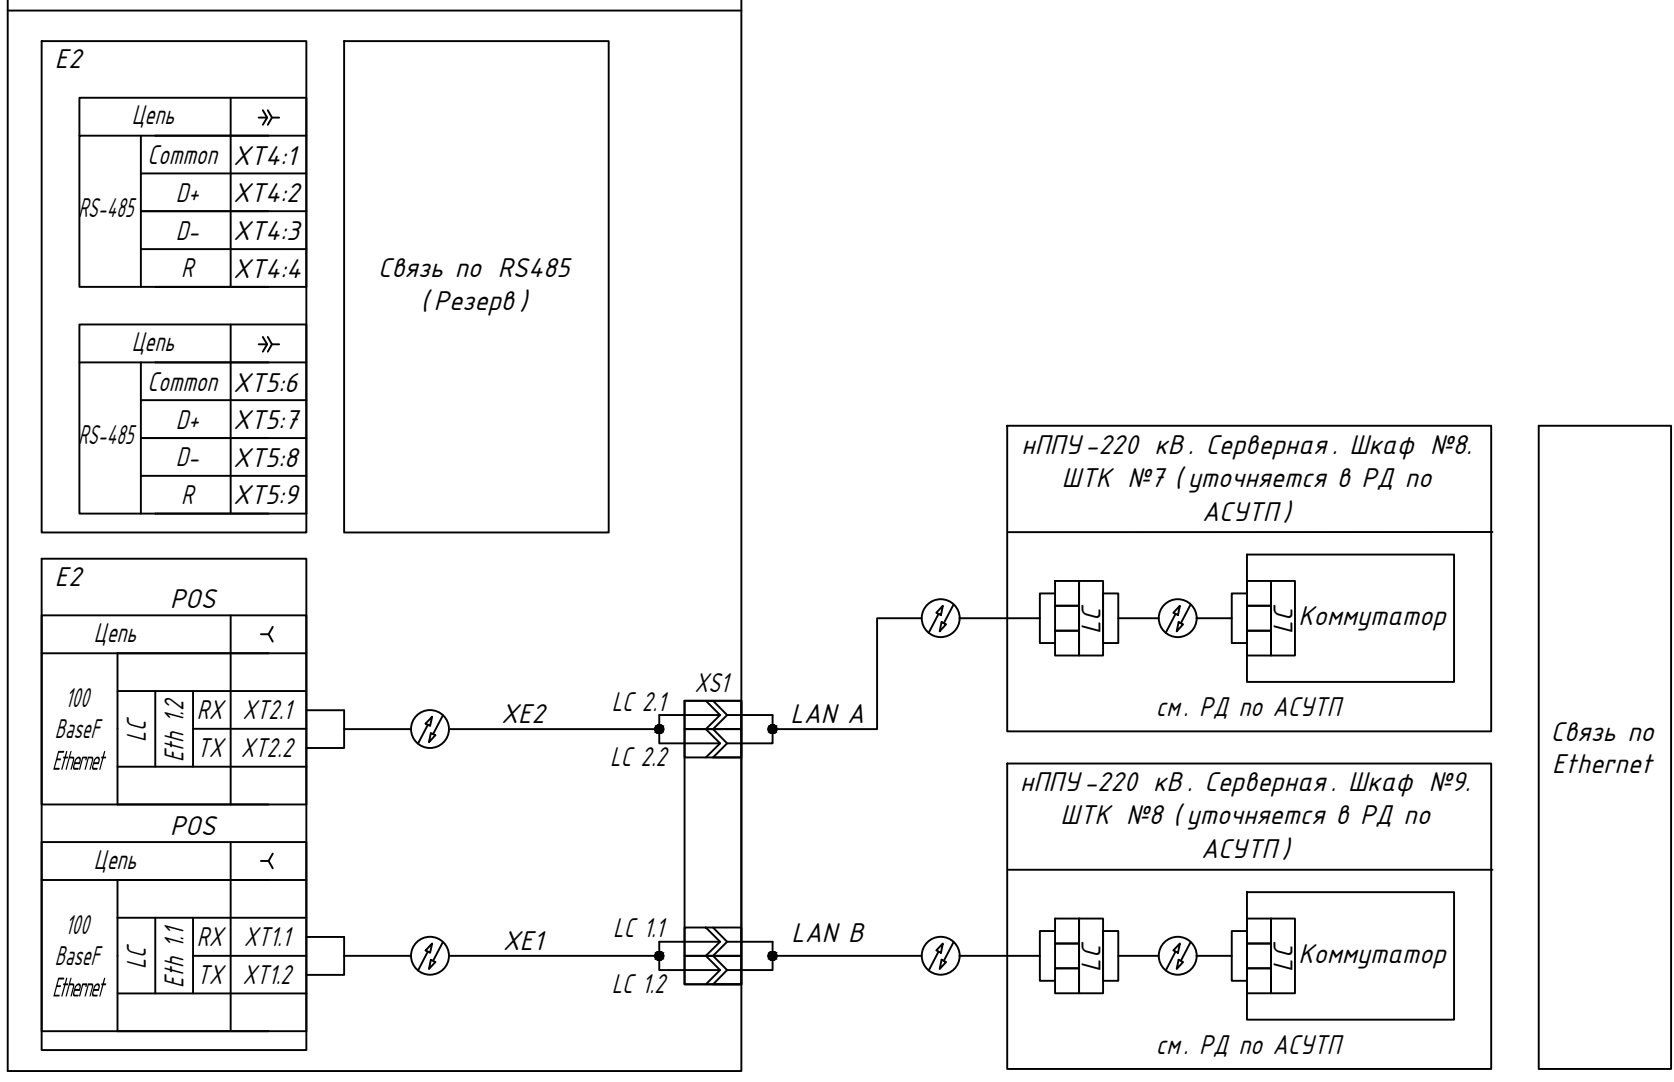 E2
Цепь
RS-485
Common XT4:1
D+ XT4:2
D- XT4:3
R XT4:4
Цепь
RS-485
Common XT5:6
D+ XT5:7
D- XT5:8
R XT5:9
Связь по RS485
(Резерв)
E2
POS
Цепь
100
BaseF
Ethernet
LC
Eth 1.2
RX XT2.1
TX XT2.2
POS
Цепь
100
BaseF
Ethernet
LC
Eth 1.1
RX XT1.1
TX XT1.2
XE2
LC 2.1
LC 2.2
XS1
LAN A
XE1
LC 1.1
LC 1.2
LAN B
нППУ-220 кВ. Серверная. Шкаф №8.
ШТК №7 (уточняется в РД по
АСУТП)
LC
LC
Коммутатор
см. РД по АСУТП
нППУ-220 кВ. Серверная. Шкаф №9.
ШТК №8 (уточняется в РД по
АСУТП)
LC
LC
Коммутатор
см. РД по АСУТП
Связь по
Ethernet